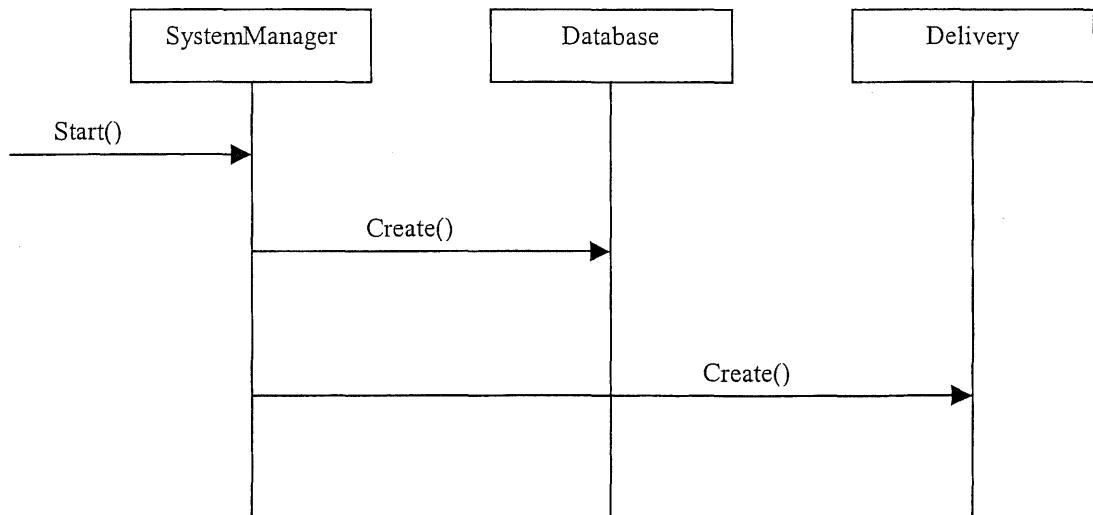 SystemManager
Database
Delivery
Start()
Create()
Create()